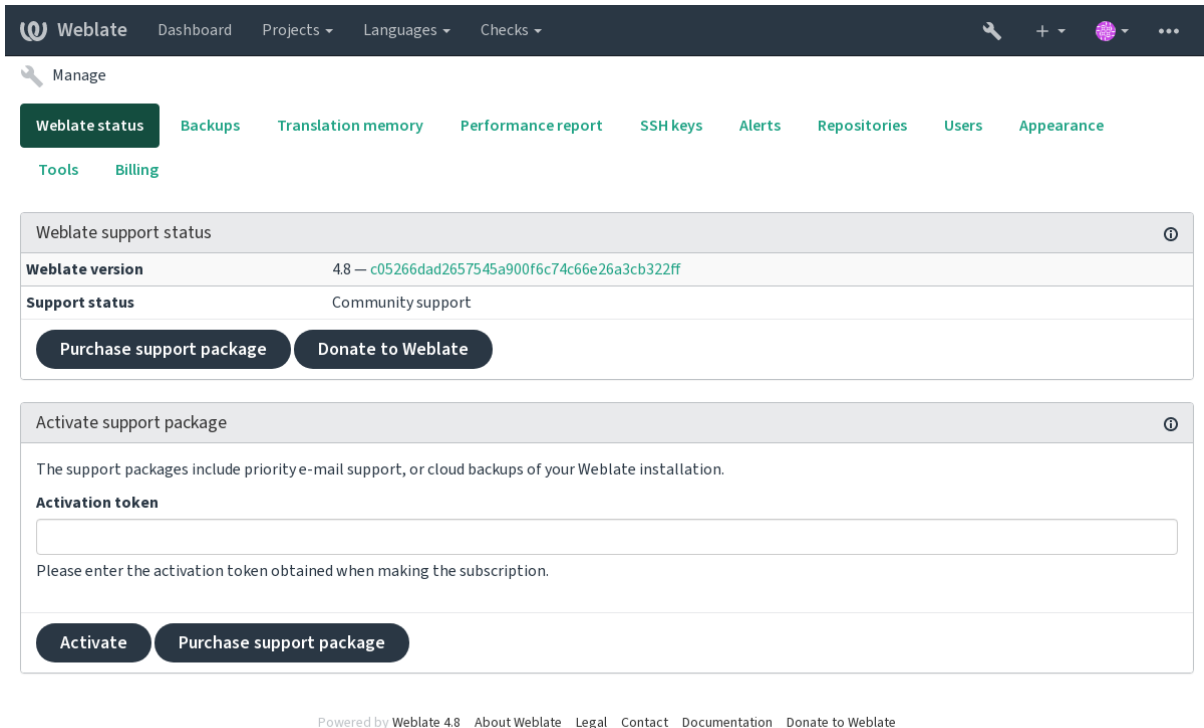 Weblate Dashboard Projects Languages Checks
Manage
Weblate status Backups Translation memory Performance report SSH keys Alerts Repositories Users Appearance
Tools Billing
Weblate support status
Weblate version 4.8 — c05266dad2657545a900f6c74c66e26a3cb322ff
Support status Community support
Purchase support package Donate to Weblate
Activate support package
The support packages include priority e-mail support, or cloud backups of your Weblate installation.
Activation token
Please enter the activation token obtained when making the subscription.
Activate Purchase support package
Powered by Weblate 4.8 About Weblate Legal Contact Documentation Donate to Weblate